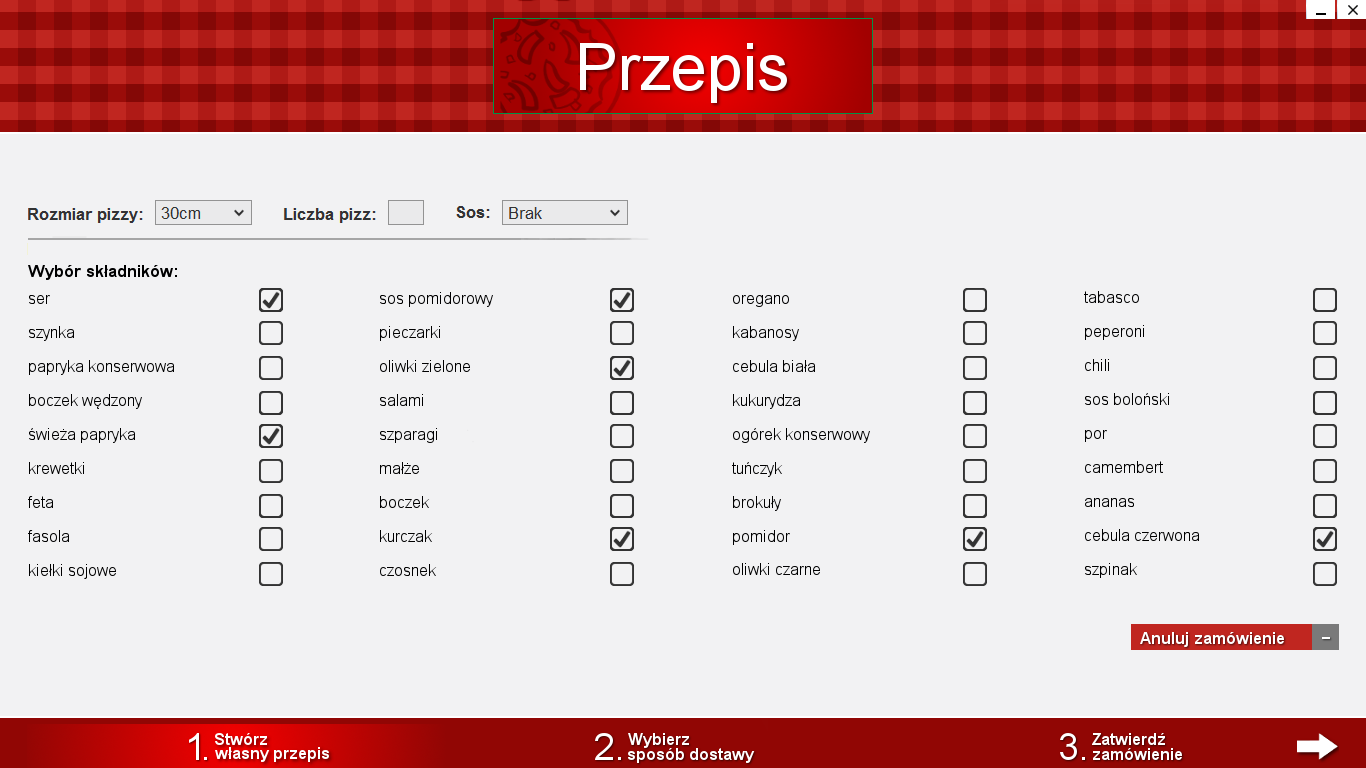 Przepis
Rozmiar pizzy: 30cm Liczba pizz: Sos: Brak
Wybór składników:
ser sos pomidorowy oregano tabasco
szynka pieczarki kabanosy peperoni
papryka konserwowa oliwki zielone cebula biała chili
boczek wędzony salami kukurydza sos boloński
świeża papryka szparagi ogórek konserwowy por
krewetki małże tuńczyk camembert
feta boczek brokuły ananas
fasola kurczak pomidor cebula czerwona
kiełki sojowe czosnek oliwki czarne szpinak
Anuluj zamówienie
1. Stwórz
własny przepis
2. Wybierz
sposób dostawy
3. Zatwierdź
zamówienie